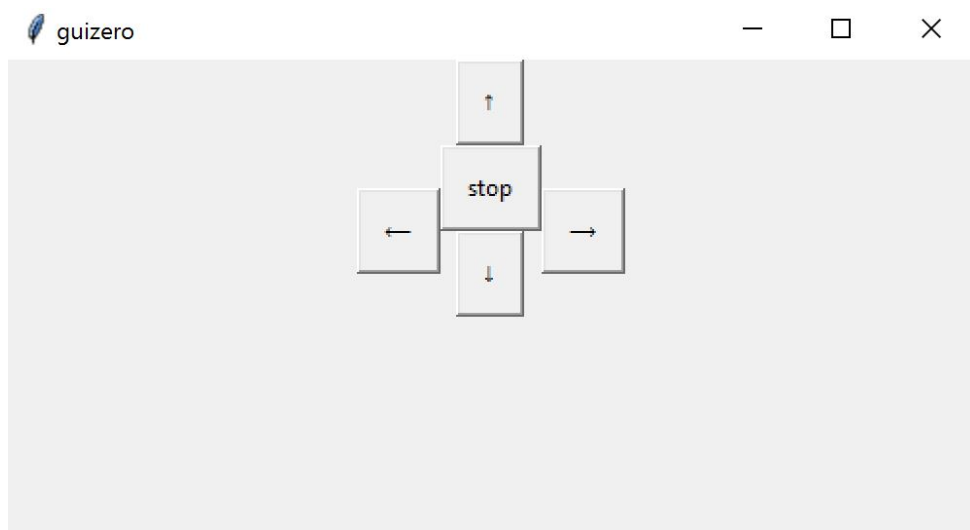 guizero
↑
stop
← →
↓